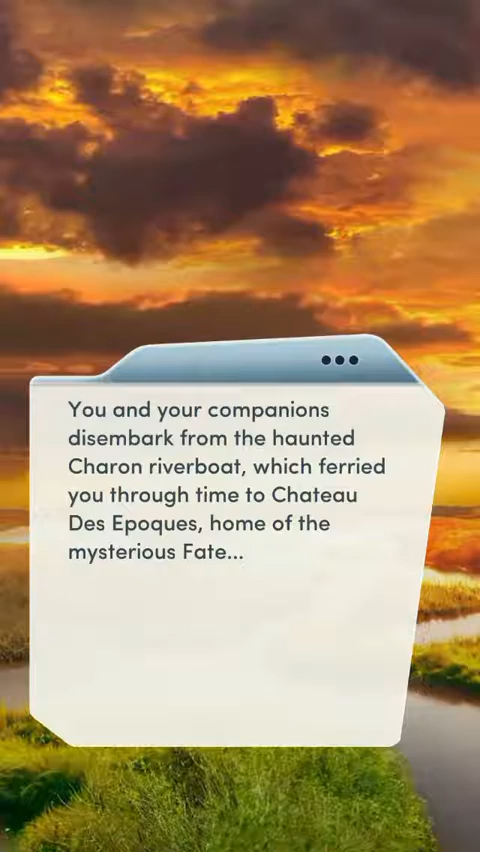 You and your companions
disembark from the haunted
Charon riverboat, which ferried
you through time to Chateau
Des Epoques, home of the
mysterious Fate...